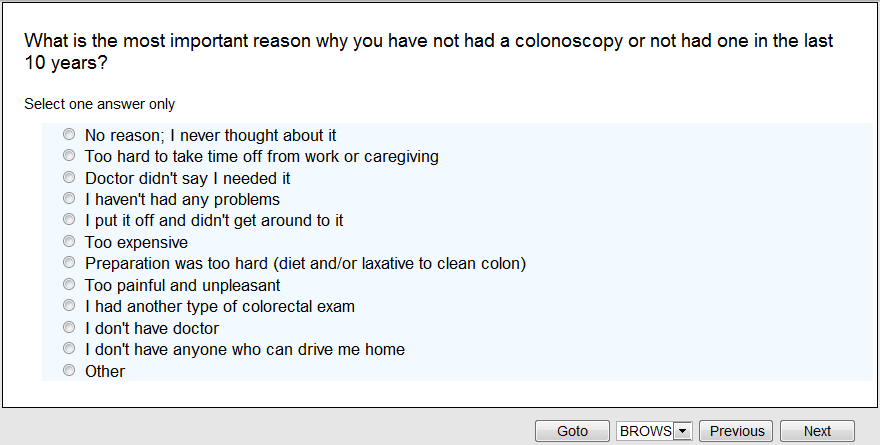 What is the most important reason why you have not had a colonoscopy or not had one in the last
10 years?
Select one answer only
No reason; I never thought about it
Too hard to take time off from work or caregiving
Doctor didn't say I needed it
I haven't had any problems
I put it off and didn't get around to it
Too expensive
Preparation was too hard (diet and/or laxative to clean colon)
Too painful and unpleasant
I had another type of colorectal exam
I don't have doctor
I don't have anyone who can drive me home
Other
Goto BROWS Previous Next